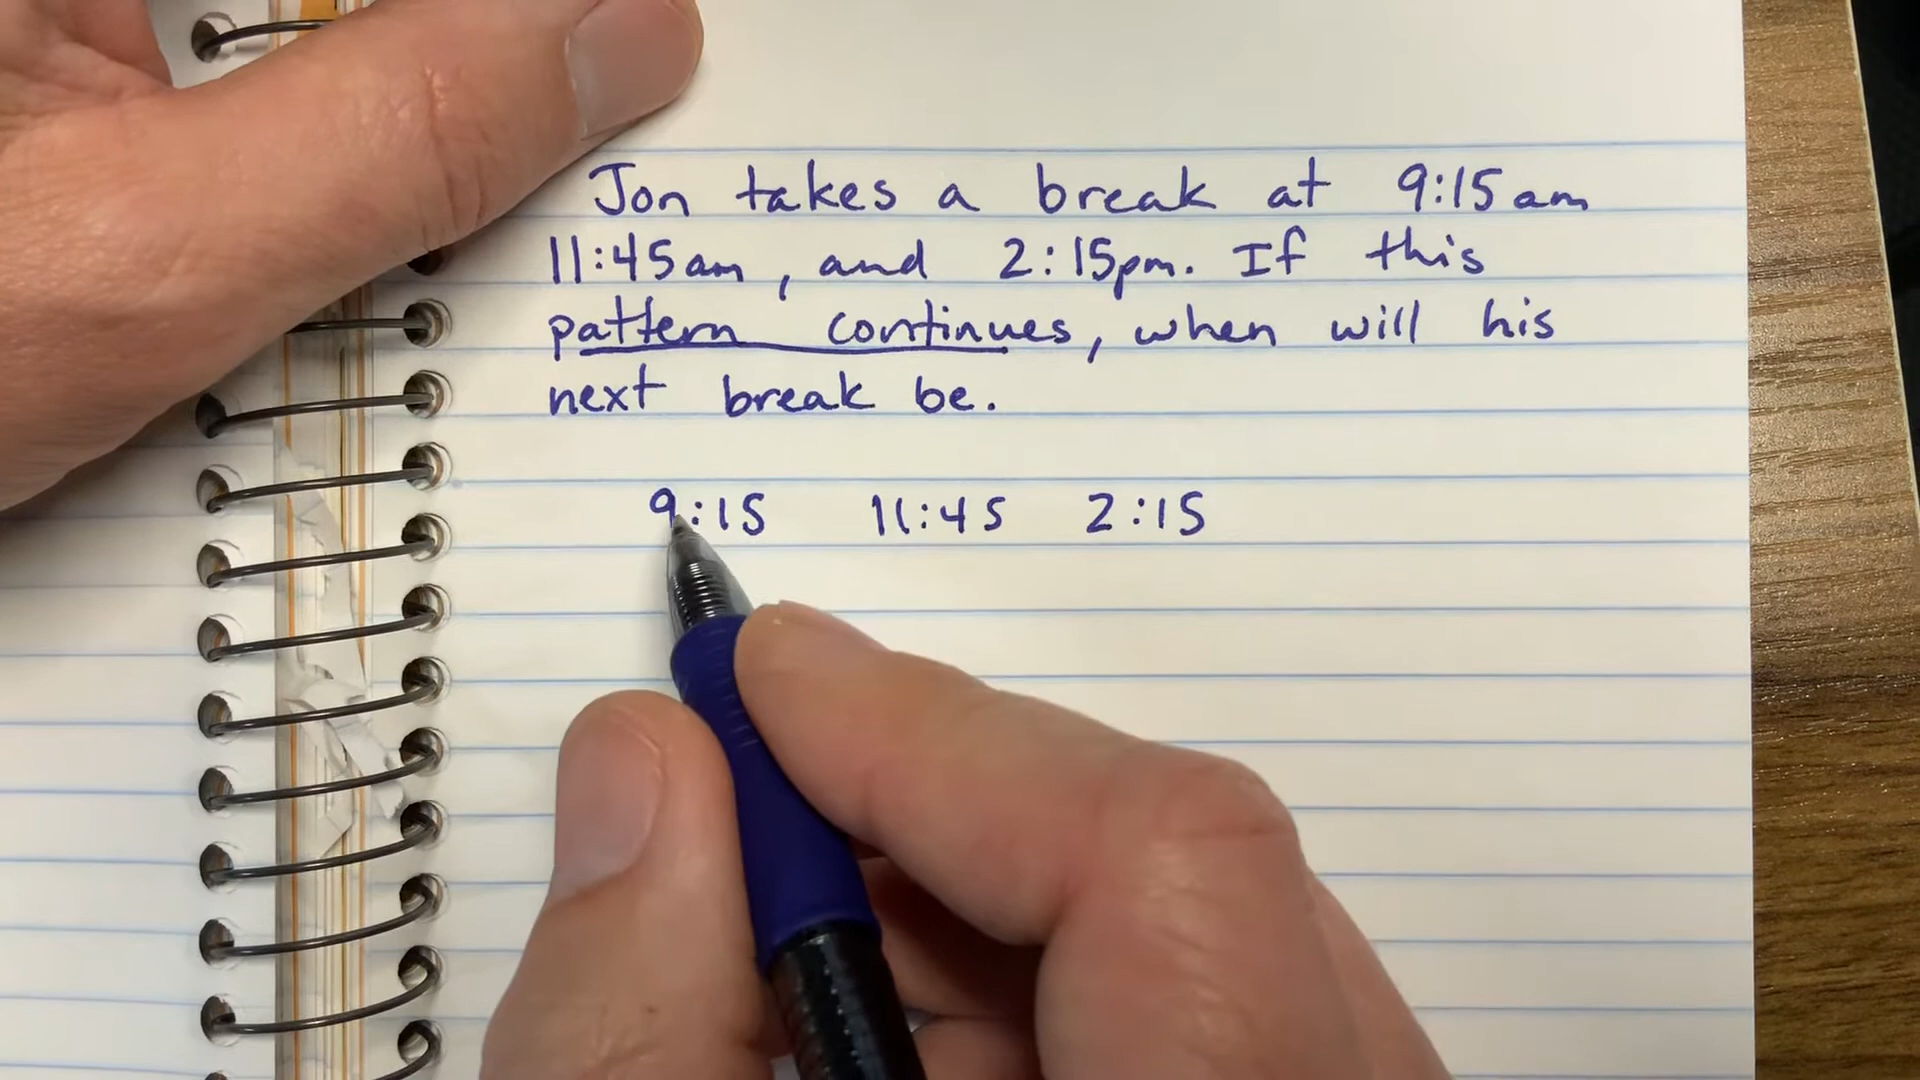 Jon takes a break at 9:15am
11:45am, and 2:15pm. If this
pattern continues, when will his
next break be.
9:15 11:45 2:15